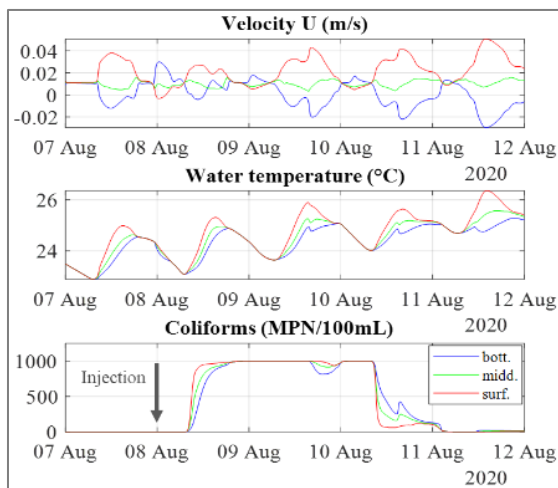 Velocity U (m/s)
0.04
0.02
0
-0.02
07 Aug 08 Aug 09 Aug 10 Aug 11 Aug 12 Aug
2020
Water temperature (°C)
26
24
07 Aug 08 Aug 09 Aug 10 Aug 11 Aug 12 Aug
2020
Coliforms (MPN/100mL)
1000
500
0
Injection
bott.
midd.
surf.
07 Aug 08 Aug 09 Aug 10 Aug 11 Aug 12 Aug
2020